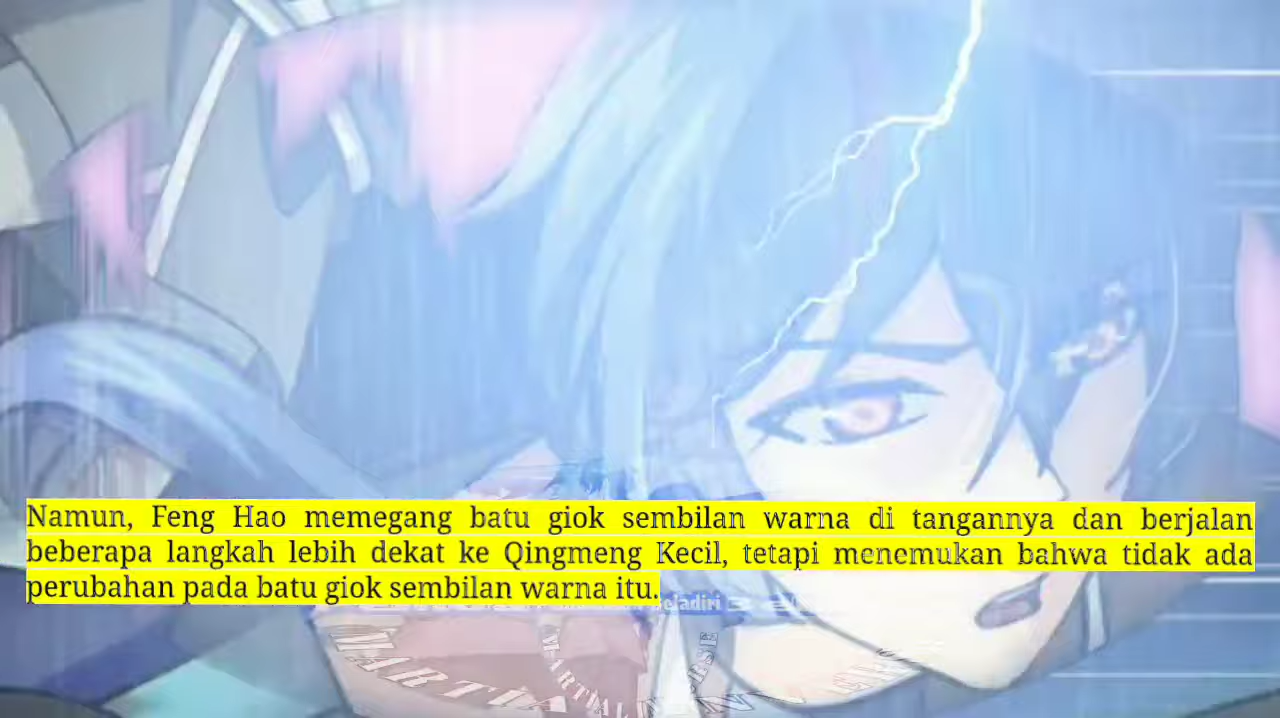 Namun, Feng Hao memegang batu giok sembilan warna di tangannya dan berjalan
beberapa langkah lebih dekat ke Qingmeng Kecil, tetapi menemukan bahwa tidak ada
perubahan pada batu giok sembilan warna itu.
MARTIAL